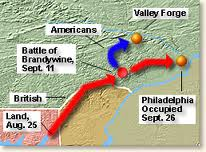 Valley Forge
Americans
Battle of
Brandywine,
Sept. 11
British
Land,
Aug. 25
Philadelphia
Occupied
Sept. 26